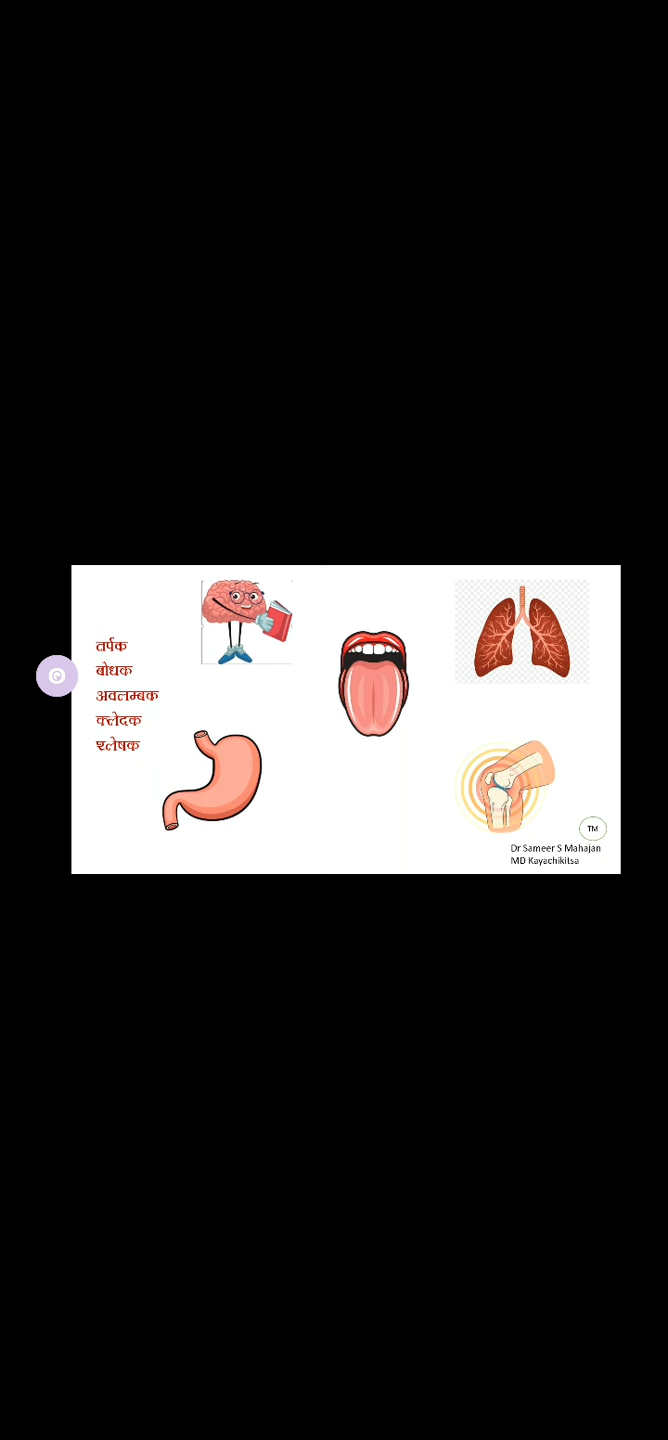 तर्पक
बोधक
अवलम्बक
क्लेदक
श्लेषक
TM
Dr Sameer S Mahajan
MD Kayachikitsa